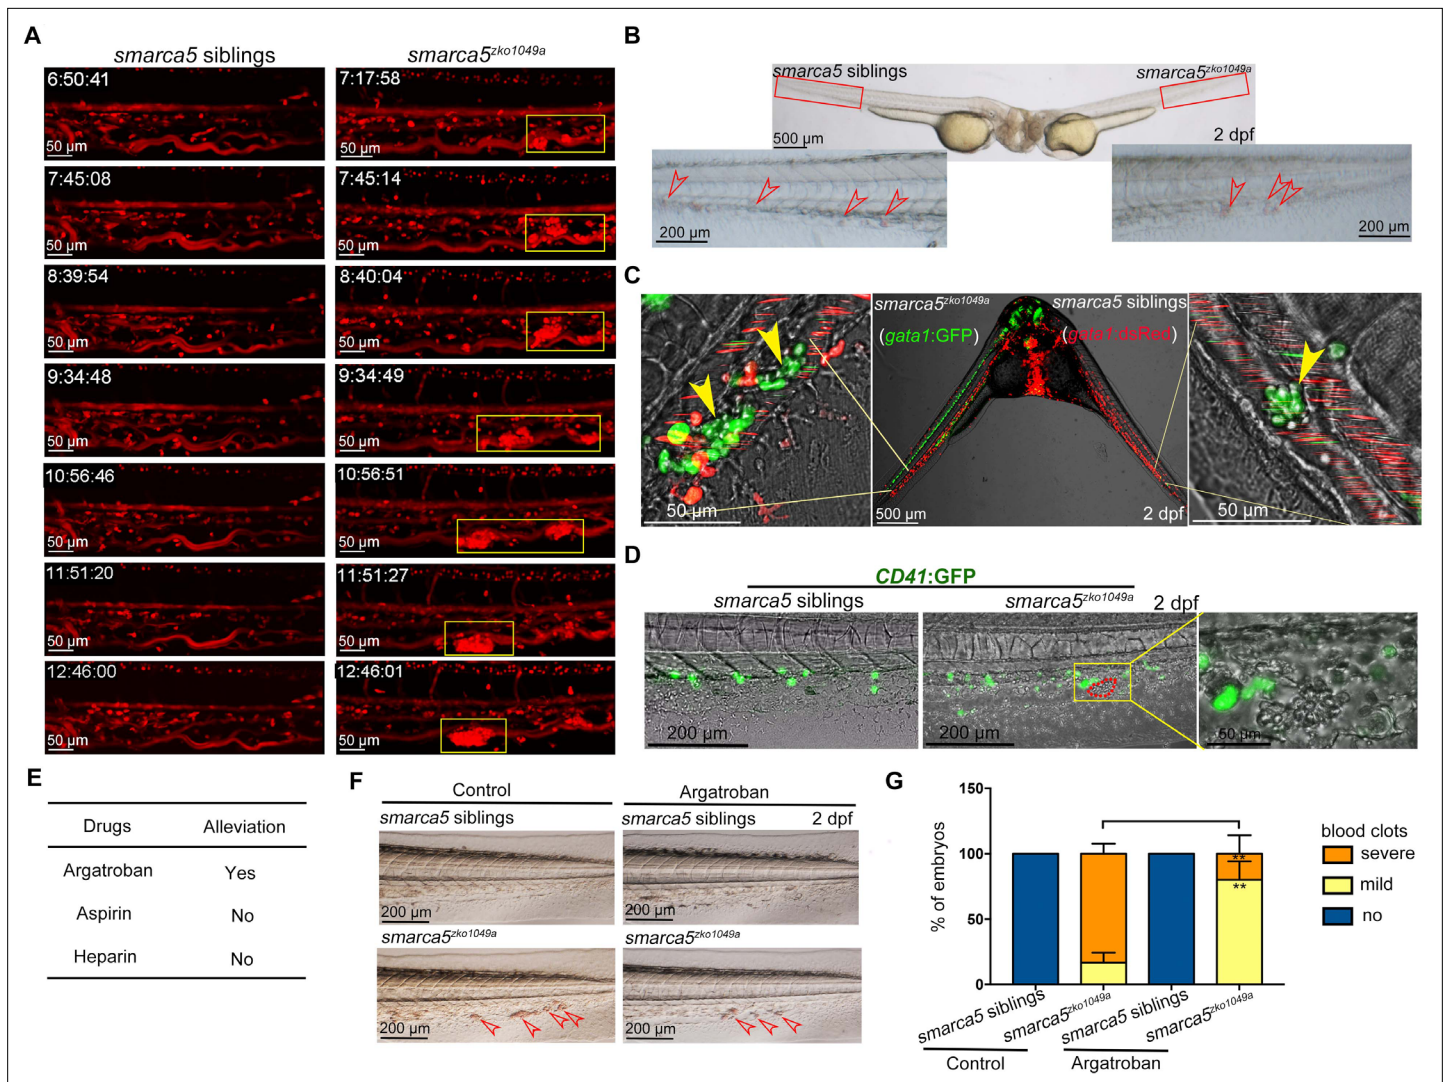 A
smarca5 siblings
smarca5zko1049a
6:50:41
50 µm
7:17:58
50 µm
7:45:08
50 µm
7:45:14
50 µm
8:39:54
50 µm
8:40:04
50 µm
9:34:48
50 µm
9:34:49
50 µm
10:56:46
50 µm
10:56:51
50 µm
11:51:20
50 µm
11:51:27
50 µm
12:46:00
50 µm
12:46:01
50 µm
B
smarca5 siblings
smarca5zko1049a
500 µm
2 dpf
200 µm
200 µm
C
smarca5zko1049a
(gata1:GFP)
smarca5 siblings
(gata1:dsRed)
50 µm
500 µm
2 dpf
50 µm
D
CD41:GFP
smarca5 siblings
smarca5zko1049a
2 dpf
200 µm
200 µm
50 µm
E
Drugs Alleviation
Argatroban Yes
Aspirin No
Heparin No
F
Control
Argatroban
smarca5 siblings
smarca5 siblings 2 dpf
200 µm
200 µm
smarca5zko1049a
smarca5zko1049a
200 µm
200 µm
G
% of embryos
150
100
50
0
**
**
blood clots
severe
mild
no
smarca5 siblings
smarca5zko1049a
smarca5 siblings
smarca5zko1049a
Control
Argatroban